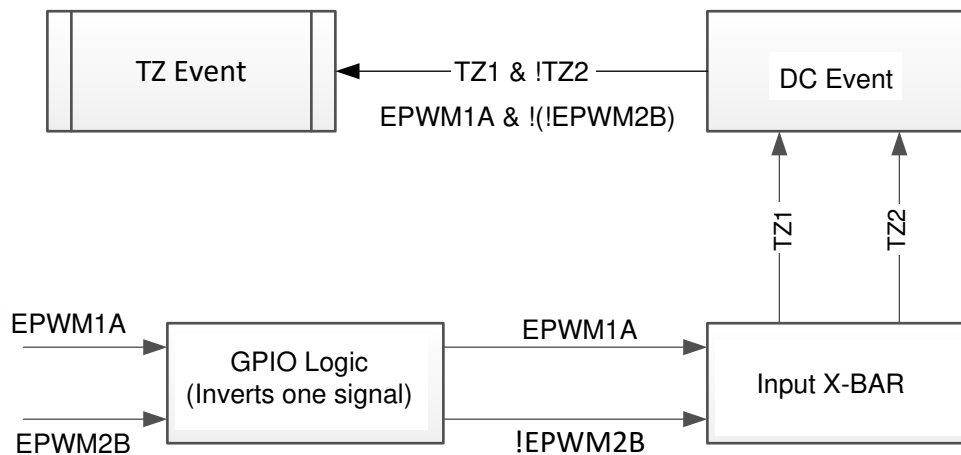 TZ Event
TZ1 & !TZ2
EPWM1A & !(!EPWM2B)
DC Event
TZ1
TZ2
EPWM1A
EPWM2B
GPIO Logic
(Inverts one signal)
EPWM1A
!EPWM2B
Input X-BAR